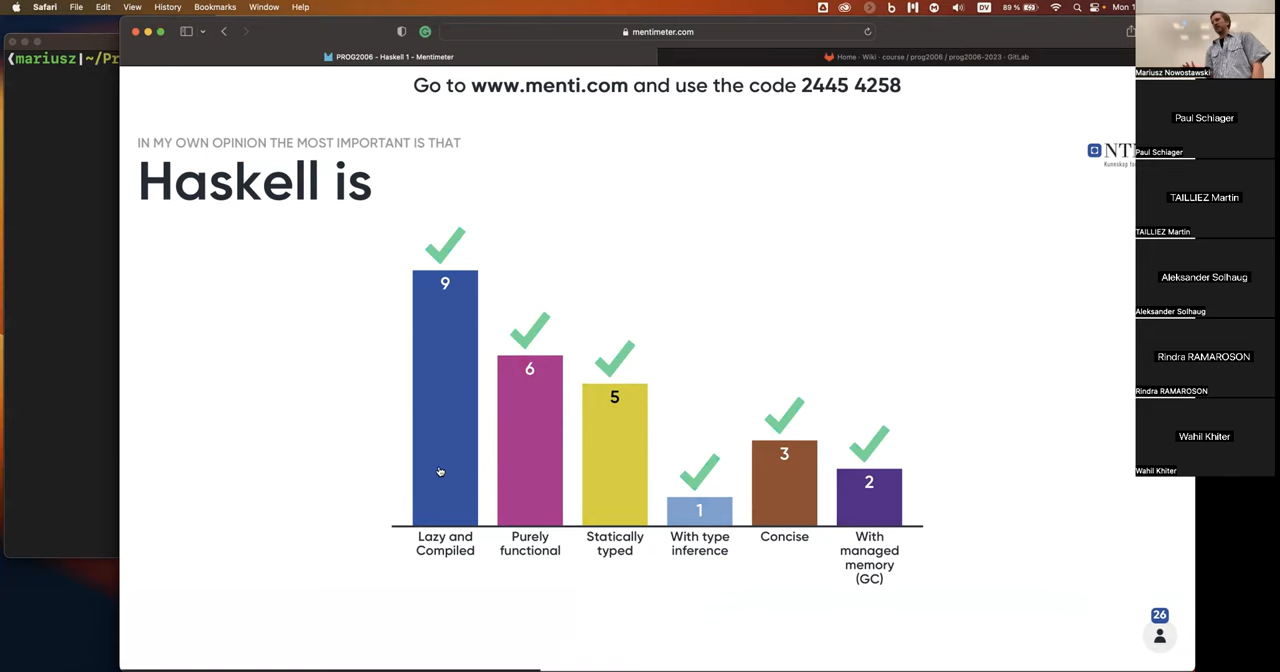 Safari File Edit View History Bookmarks Window Help
DV 89 % Mon 1
(mariusz|~/Pr
mentimeter.com
PROG2006 - Haskell 1 - Mentimeter
Home · Wiki · course / prog2006 / prog2006-2023 · GitLab
Go to www.menti.com and use the code 2445 4258
IN MY OWN OPINION THE MOST IMPORTANT IS THAT
Haskell is
NT
Kunnskap for
9
6
5
1
3
2
Lazy and
Compiled
Purely
functional
Statically
typed
With type
inference
Concise
With
managed
memory
(GC)
26
Mariusz Nowostawski
Paul Schiager
Paul Schiager
TAILLIEZ Martin
TAILLIEZ Martin
Aleksander Solhaug
Aleksander Solhaug
Rindra RAMAROSON
Rindra RAMAROSON
Wahil Khiter
Wahil Khiter